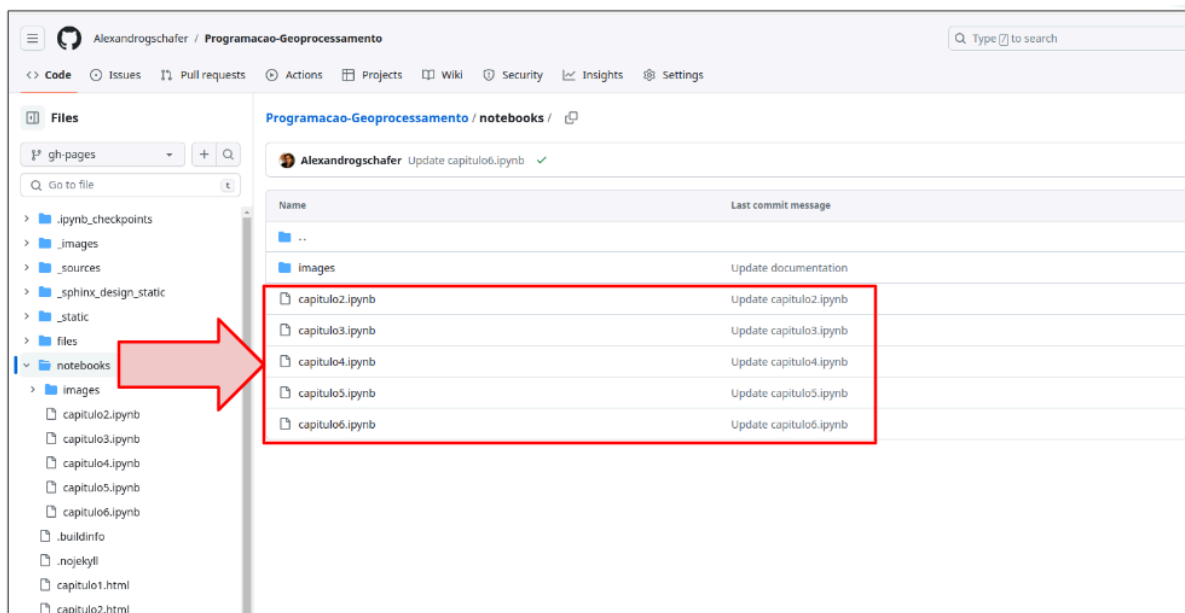 Alexandrogschafer / Programacao-Geoprocessamento
Type / to search
Code Issues Pull requests Actions Projects Wiki Security Insights Settings
Files
gh-pages
Go to file
t
.ipynb_checkpoints
_images
_sources
_sphinx_design_static
_static
files
notebooks
images
capitulo2.ipynb
capitulo3.ipynb
capitulo4.ipynb
capitulo5.ipynb
capitulo6.ipynb
.buildinfo
.nojekyll
capitulo1.html
capitulo2.html
Programacao-Geoprocessamento / notebooks /
Alexandrogschafer Update capitulo6.ipynb
Name Last commit message
..
images Update documentation
capitulo2.ipynb Update capitulo2.ipynb
capitulo3.ipynb Update capitulo3.ipynb
capitulo4.ipynb Update capitulo4.ipynb
capitulo5.ipynb Update capitulo5.ipynb
capitulo6.ipynb Update capitulo6.ipynb